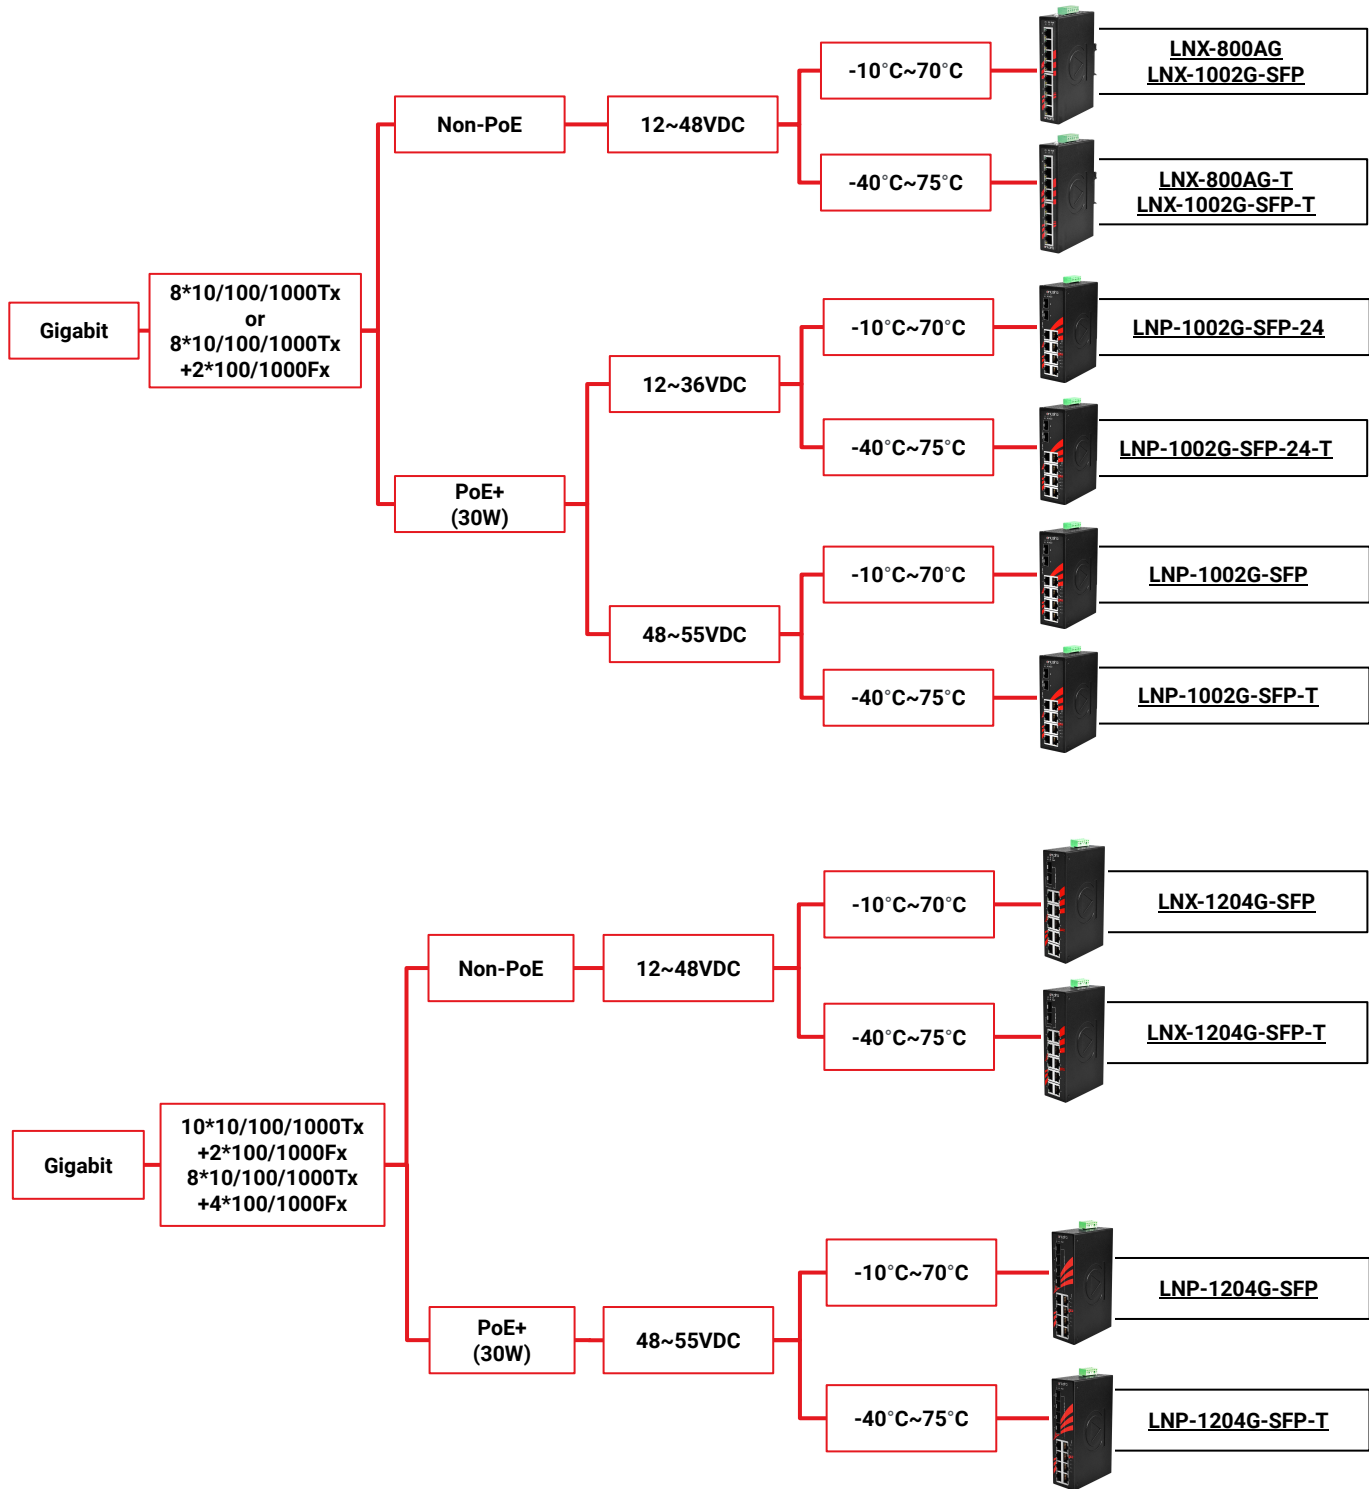 -10°C~70°C
LNX-800AG
LNX-1002G-SFP
Non-PoE
12~48VDC
-40°C~75°C
LNX-800AG-T
LNX-1002G-SFP-T
Gigabit
8*10/100/1000Tx
or
8*10/100/1000Tx
+2*100/1000Fx
-10°C~70°C
LNP-1002G-SFP-24
12~36VDC
-40°C~75°C
LNP-1002G-SFP-24-T
PoE+
(30W)
-10°C~70°C
LNP-1002G-SFP
48~55VDC
-40°C~75°C
LNP-1002G-SFP-T
-10°C~70°C
LNX-1204G-SFP
Non-PoE
12~48VDC
-40°C~75°C
LNX-1204G-SFP-T
Gigabit
10*10/100/1000Tx
+2*100/1000Fx
8*10/100/1000Tx
+4*100/1000Fx
-10°C~70°C
LNP-1204G-SFP
PoE+
(30W)
48~55VDC
-40°C~75°C
LNP-1204G-SFP-T